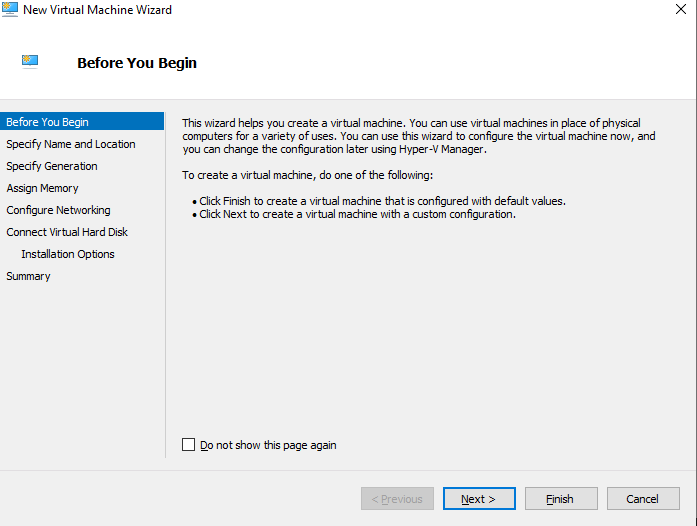 New Virtual Machine Wizard
Before You Begin
Before You Begin
Specify Name and Location
Specify Generation
Assign Memory
Configure Networking
Connect Virtual Hard Disk
Installation Options
Summary
This wizard helps you create a virtual machine. You can use virtual machines in place of physical
computers for a variety of uses. You can use this wizard to configure the virtual machine now, and
you can change the configuration later using Hyper-V Manager.
To create a virtual machine, do one of the following:
• Click Finish to create a virtual machine that is configured with default values.
• Click Next to create a virtual machine with a custom configuration.
Do not show this page again
< Previous
Next >
Finish
Cancel